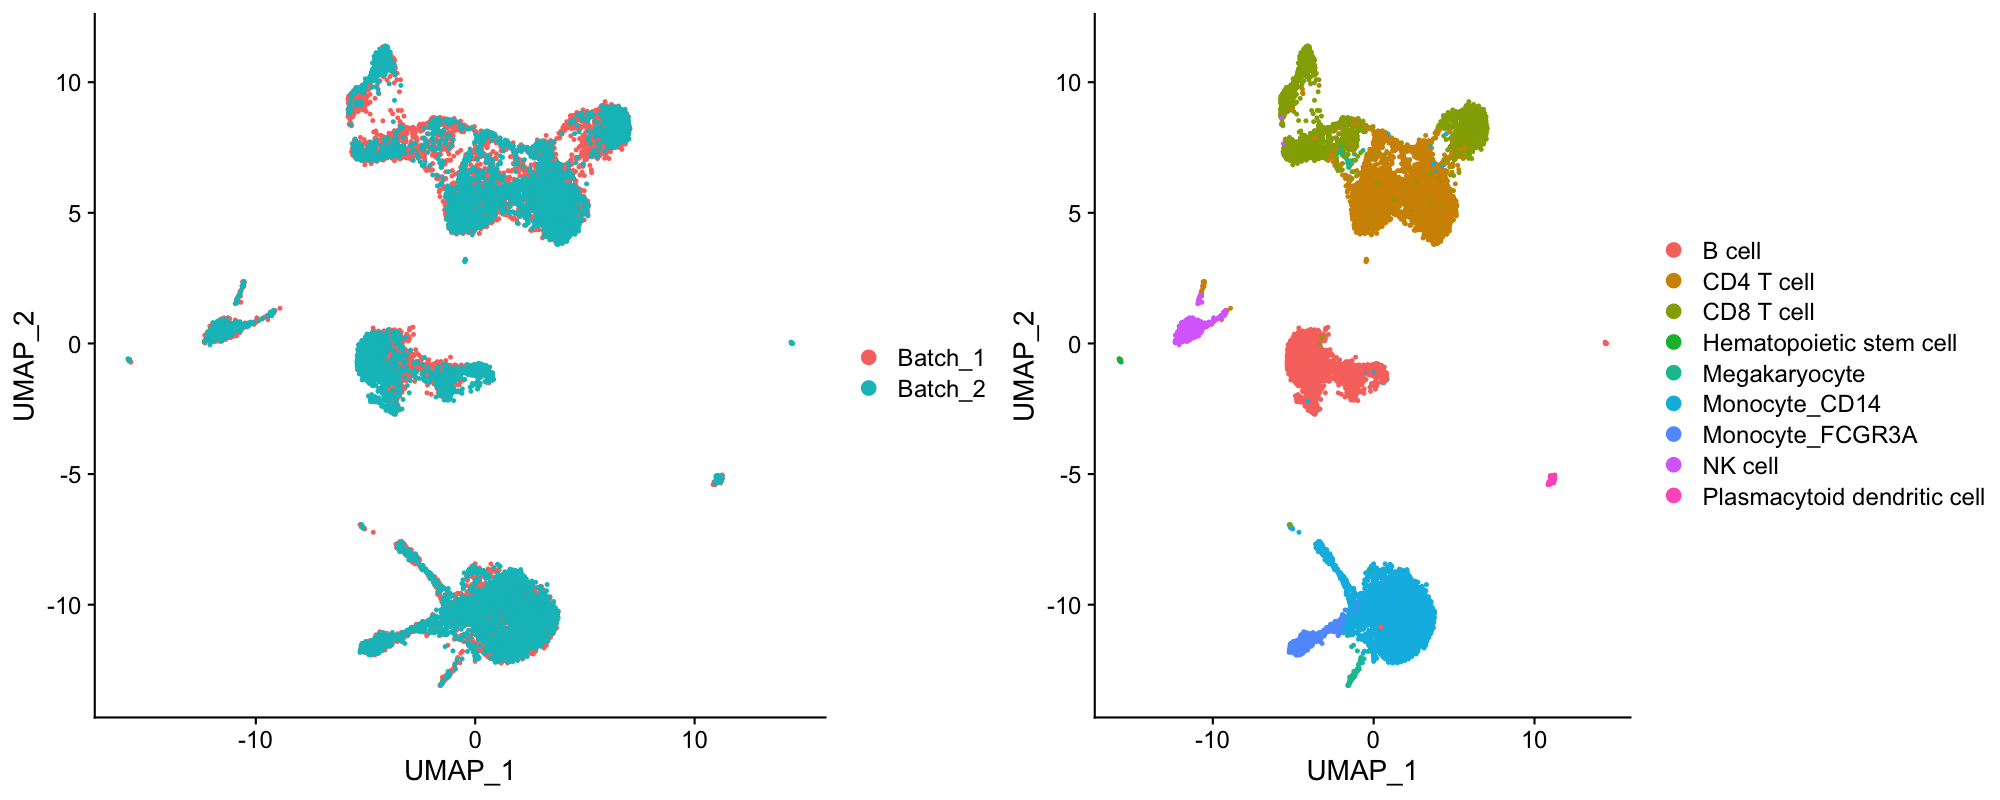 10
5
0
-5
-10
UMAP_2
-10
0
10
UMAP_1
Batch_1
Batch_2
10
5
0
-5
-10
UMAP_2
-10
0
10
UMAP_1
B cell
CD4 T cell
CD8 T cell
Hematopoietic stem cell
Megakaryocyte
Monocyte_CD14
Monocyte_FCGR3A
NK cell
Plasmacytoid dendritic cell